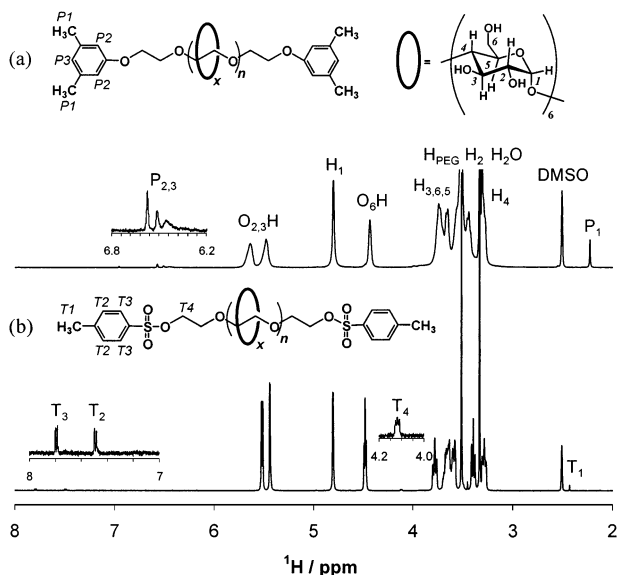 (a)
P1
H₃C
P2
P3
O
O
O
x
n
O
O
CH₃
CH₃
H₃C
P1
P2
=
OH
6
H
4
5
O
HO
3
H
H
2
OH
H
1
O
6
P₂,₃
6.8 6.2
O₂,₃H
H₁
O₆H
H₃,₆,₅
H_PEG H₂ H₂O
H₄
DMSO
P₁
(b)
T1
H₃C
T2 T3
T2 T3
O
S
O
O
T4
O
O
x
n
O
O
S
O
CH₃
T₃ T₂
8 7
T₄
4.2 4.0
T₁
8 7 6 5 4 3 2
¹H / ppm